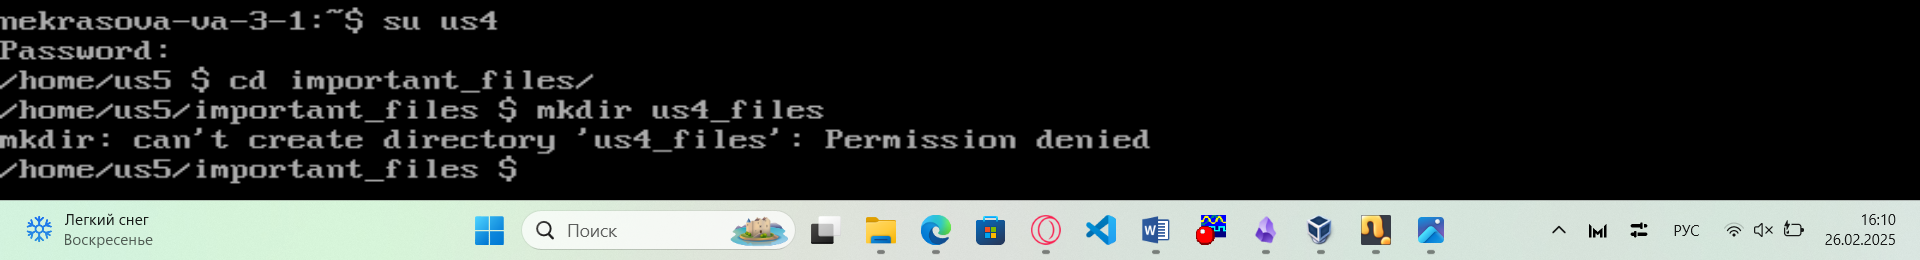 nekrasova-va-3-1:~$ su us4
Password:
/home/us5 $ cd important_files/
/home/us5/important_files $ mkdir us4_files
mkdir: can't create directory 'us4_files': Permission denied
/home/us5/important_files $
Легкий снег
Воскресенье
Поиск
РУС
16:10
26.02.2025